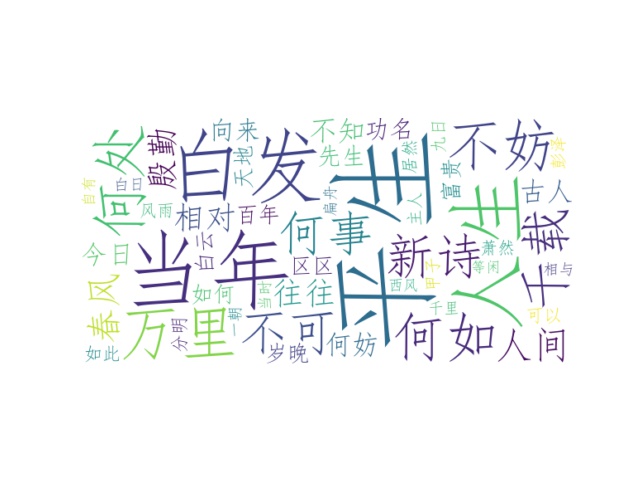 白发
平生
当年
人生
万里
何处
千载
不妨
新诗
何如
不可
何事
春风
往往
殷勤
人间
相对
古人
今日
向来
不知
功名
先生
天地
百年
白云
区区
如何
岁晚
何妨
富贵
居然
九日
彭泽
自有
白日
风雨
扁舟
主人
西风
甲子
萧然
等闲
相与
千里
可以
如此
分明
一朝
当时